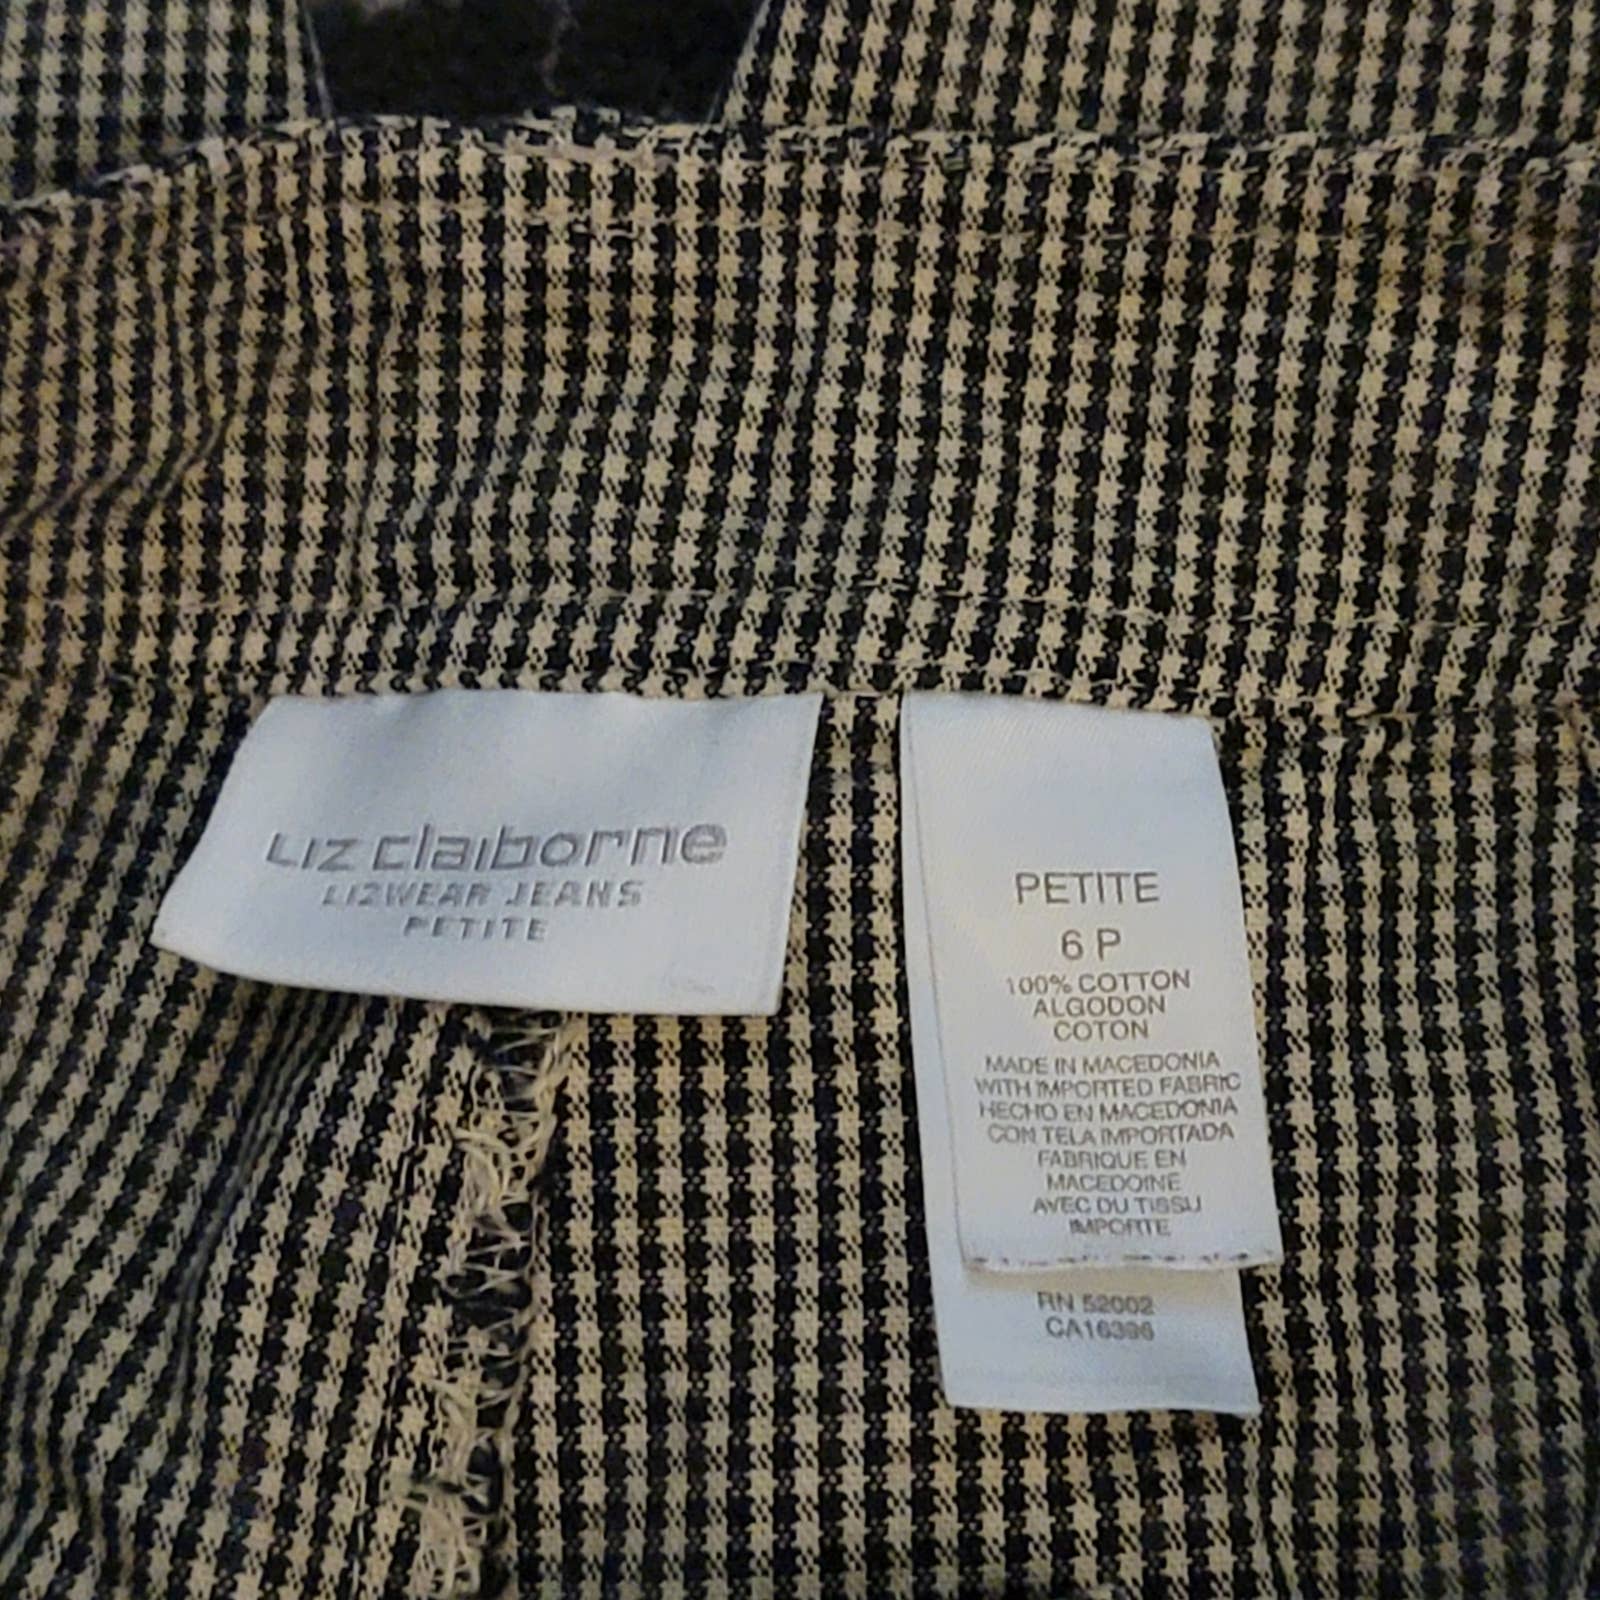 Liz claiborne
LIZWEAR JEANS
PETITE
PETITE
6 P
100% COTTON
ALGODON
COTON
MADE IN MACEDONIA
WITH IMPORTED FABRIC
HECHO EN MACEDONIA
CON TELA IMPORTADA
FABRIQUE EN
MACEDOINE
AVEC DU TISSU
IMPORTE
RN 52002
CA16396